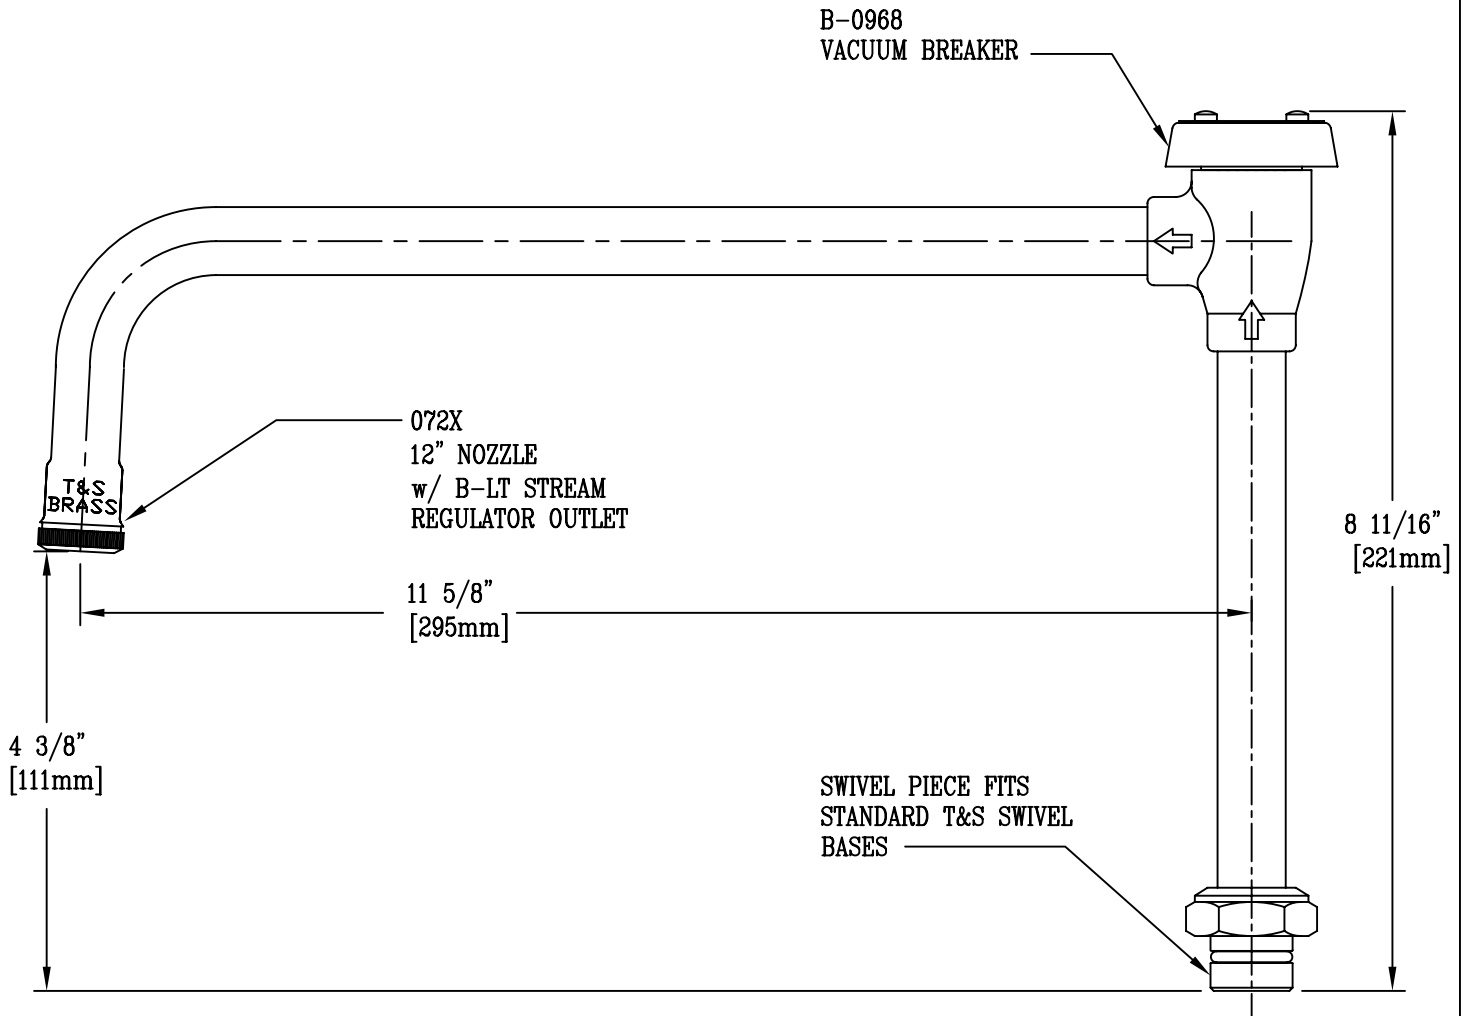 B-0968
VACUUM BREAKER
072X
12" NOZZLE
w/ B-LT STREAM
REGULATOR OUTLET
T&S
BRASS
8 11/16"
[221mm]
11 5/8"
[295mm]
4 3/8"
[111mm]
SWIVEL PIECE FITS
STANDARD T&S SWIVEL
BASES